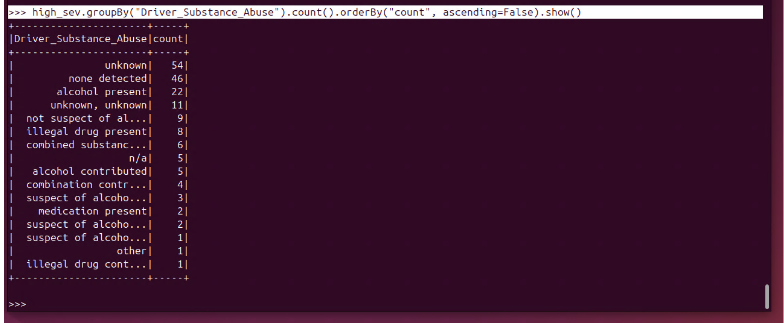 >>> high_sev.groupBy("Driver_Substance_Abuse").count().orderBy("count", ascending=False).show()
+----------------------+-----+
|Driver_Substance_Abuse|count|
+----------------------+-----+
|               unknown|   54|
|         none detected|   46|
|       alcohol present|   22|
|      unknown, unknown|   11|
|  not suspect of al...|    9|
|  illegal drug present|    8|
|  combined substanc...|    6|
|                   n/a|    5|
|   alcohol contributed|    5|
|  combination contr...|    4|
|  suspect of alcoho...|    3|
|    medication present|    2|
|  suspect of alcoho...|    2|
|  suspect of alcoho...|    1|
|                 other|    1|
|  illegal drug cont...|    1|
+----------------------+-----+
>>>